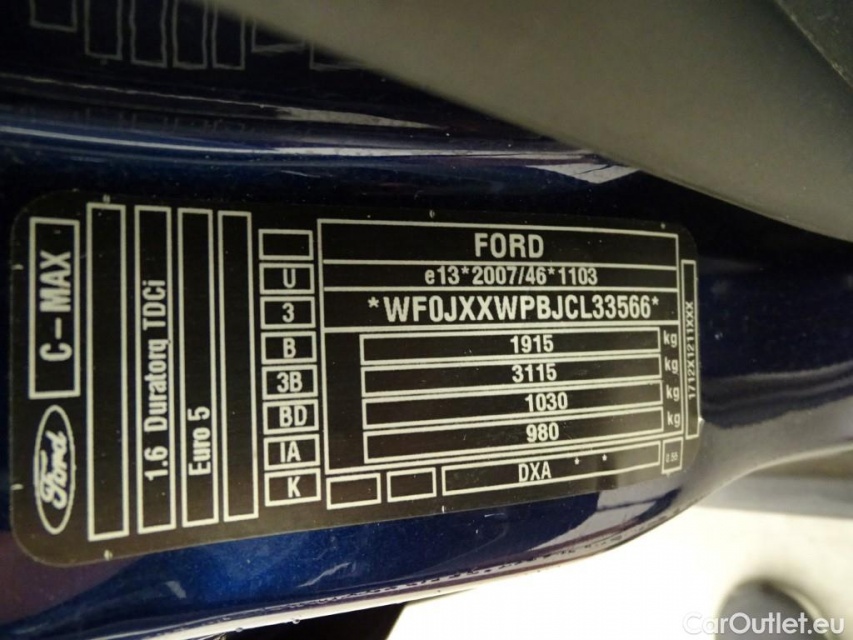 C-MAX
Ford
1.6 Duratorq TDCi
Euro 5
U
3
B
3B
BD
IA
K
FORD
e13*2007/46*1103
*WF0JXXWPBJCL33566*
1915 kg
3115 kg
1030 kg
980 kg
DXA
1712X1211XXX
CarOutlet.eu